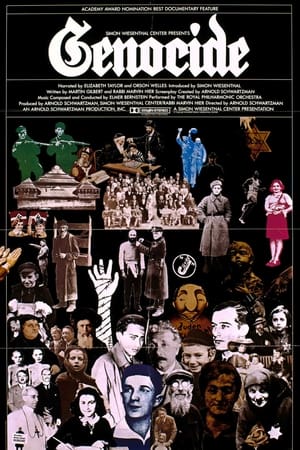 ACADEMY AWARD NOMINATION BEST DOCUMENTARY FEATURE
SIMON WIESENTHAL CENTER PRESENTS
Genocide
Narrated by ELIZABETH TAYLOR and ORSON WELLES Introduced by SIMON WIESENTHAL
Written by MARTIN GILBERT and RABBI MARVIN HIER Screenplay Created by ARNOLD SCHWARTZMAN
Music Composed and Conducted by ELMER BERNSTEIN Performed by THE ROYAL PHILHARMONIC ORCHESTRA
Produced by ARNOLD SCHWARTZMAN, SIMON WIESENTHAL CENTER/RABBI MARVIN HIER Directed by ARNOLD SCHWARTZMAN
AN ARNOLD SCHWARTZMAN PRODUCTION, INC. DOLBY STEREO A SIMON WIESENTHAL CENTER PRESENTATION
J